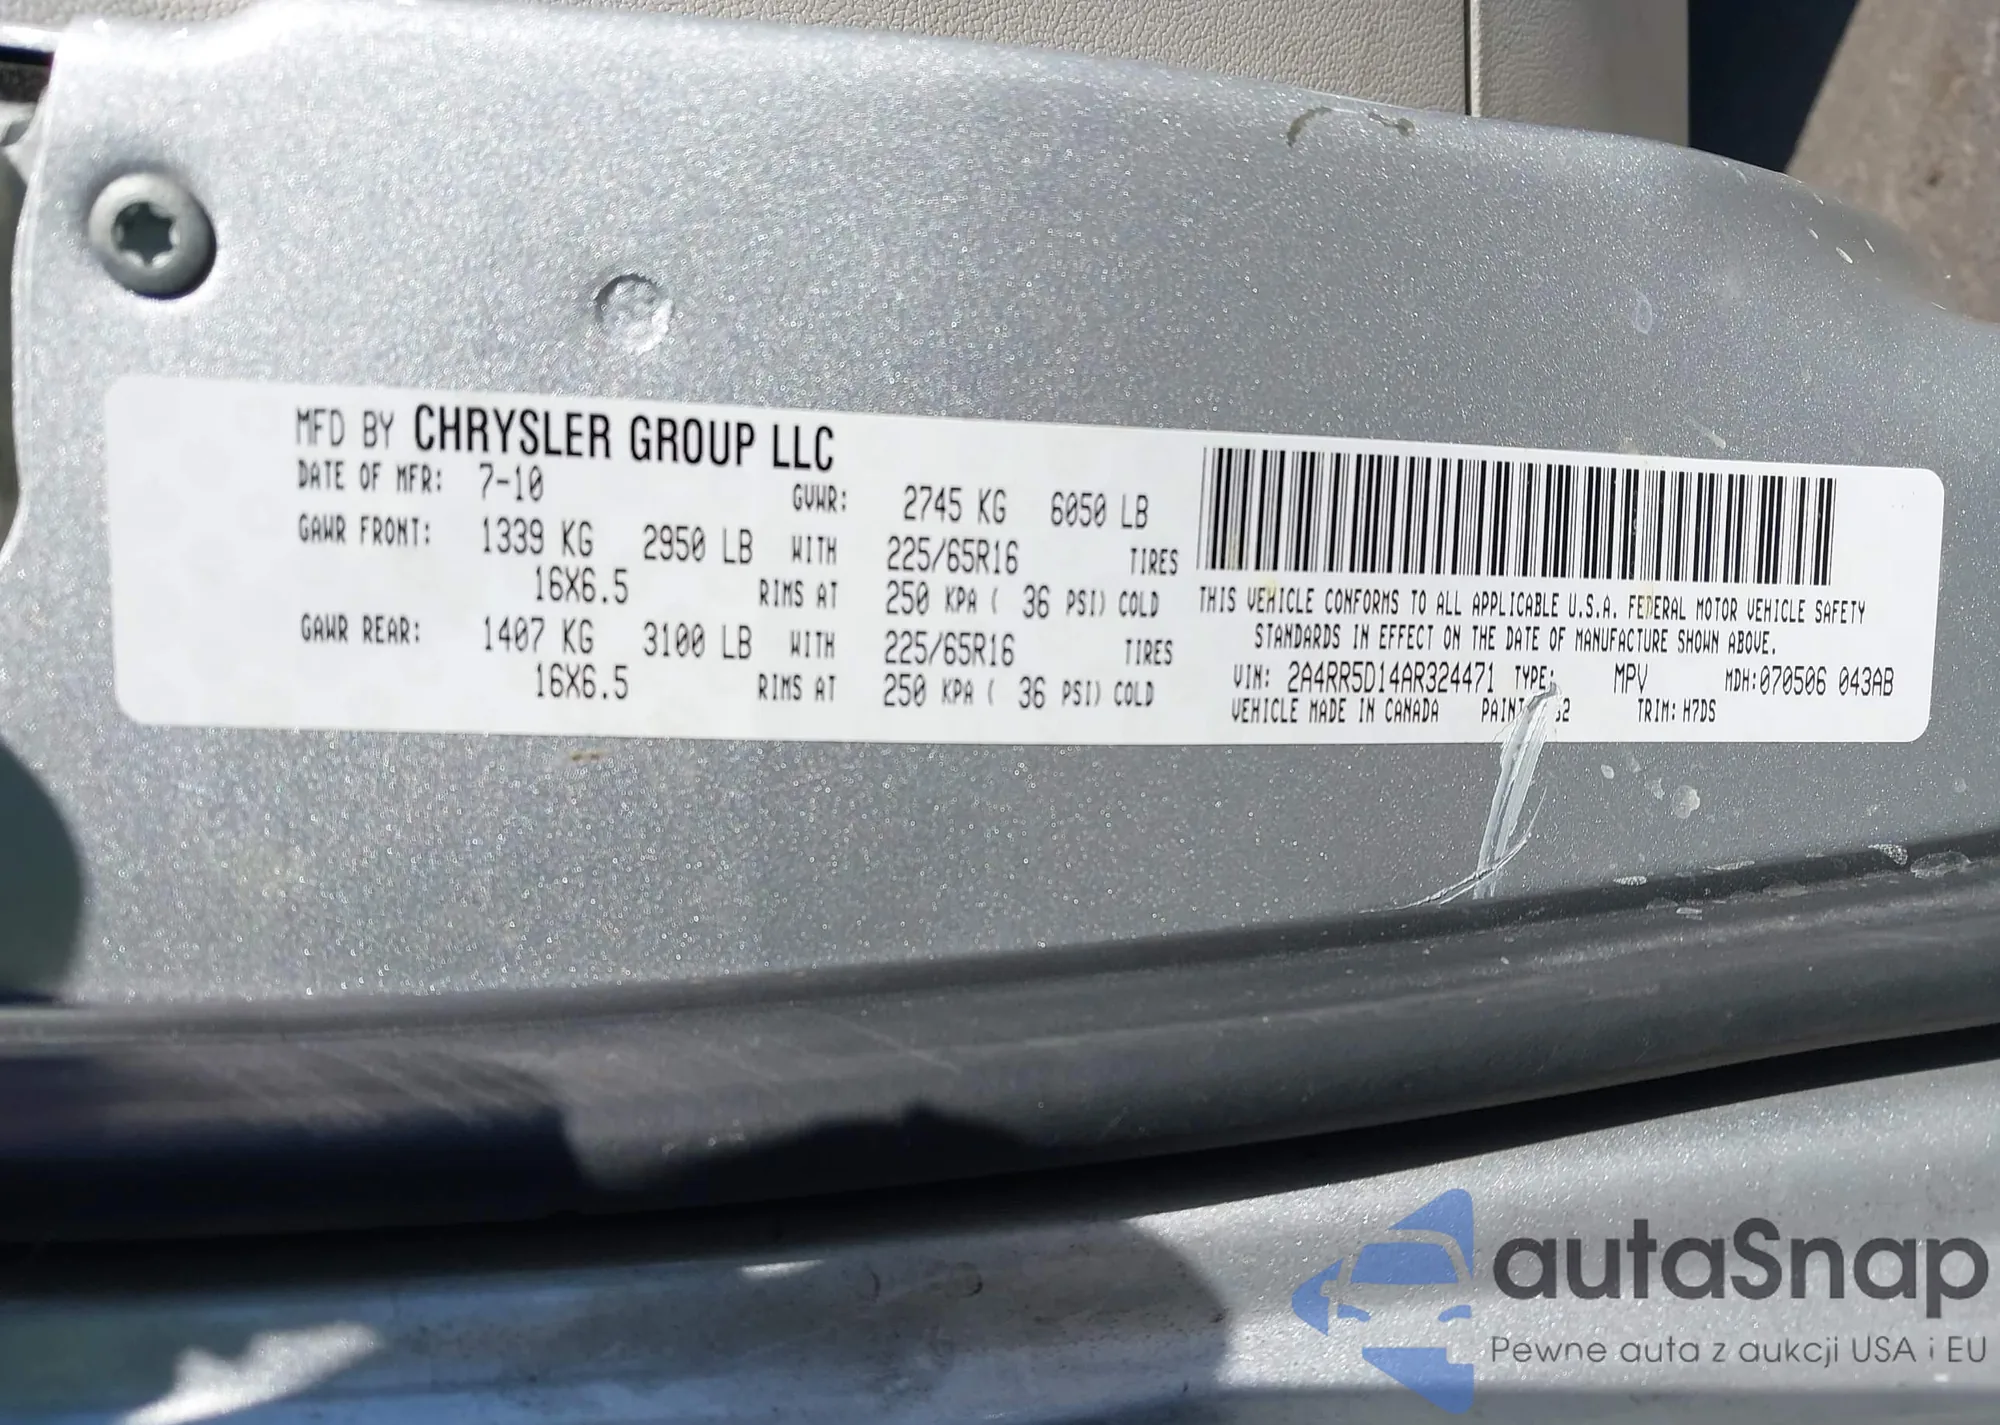 MFD BY CHRYSLER GROUP LLC
DATE OF MFR: 7-10 GVWR: 2745 KG 6050 LB
GAWR FRONT: 1339 KG 2950 LB WITH 225/65R16 TIRES
16X6.5 RIMS AT 250 KPA ( 36 PSI) COLD
GAWR REAR: 1407 KG 3100 LB WITH 225/65R16 TIRES
16X6.5 RIMS AT 250 KPA ( 36 PSI) COLD
THIS VEHICLE CONFORMS TO ALL APPLICABLE U.S.A. FEDERAL MOTOR VEHICLE SAFETY
STANDARDS IN EFFECT ON THE DATE OF MANUFACTURE SHOWN ABOVE.
VIN: 2A4RR5D14AR324471 TYPE: MPV MDH:070506 043AB
VEHICLE MADE IN CANADA TRIM: H7DS
autaSnap
Pewne auta z aukcji USA i EU